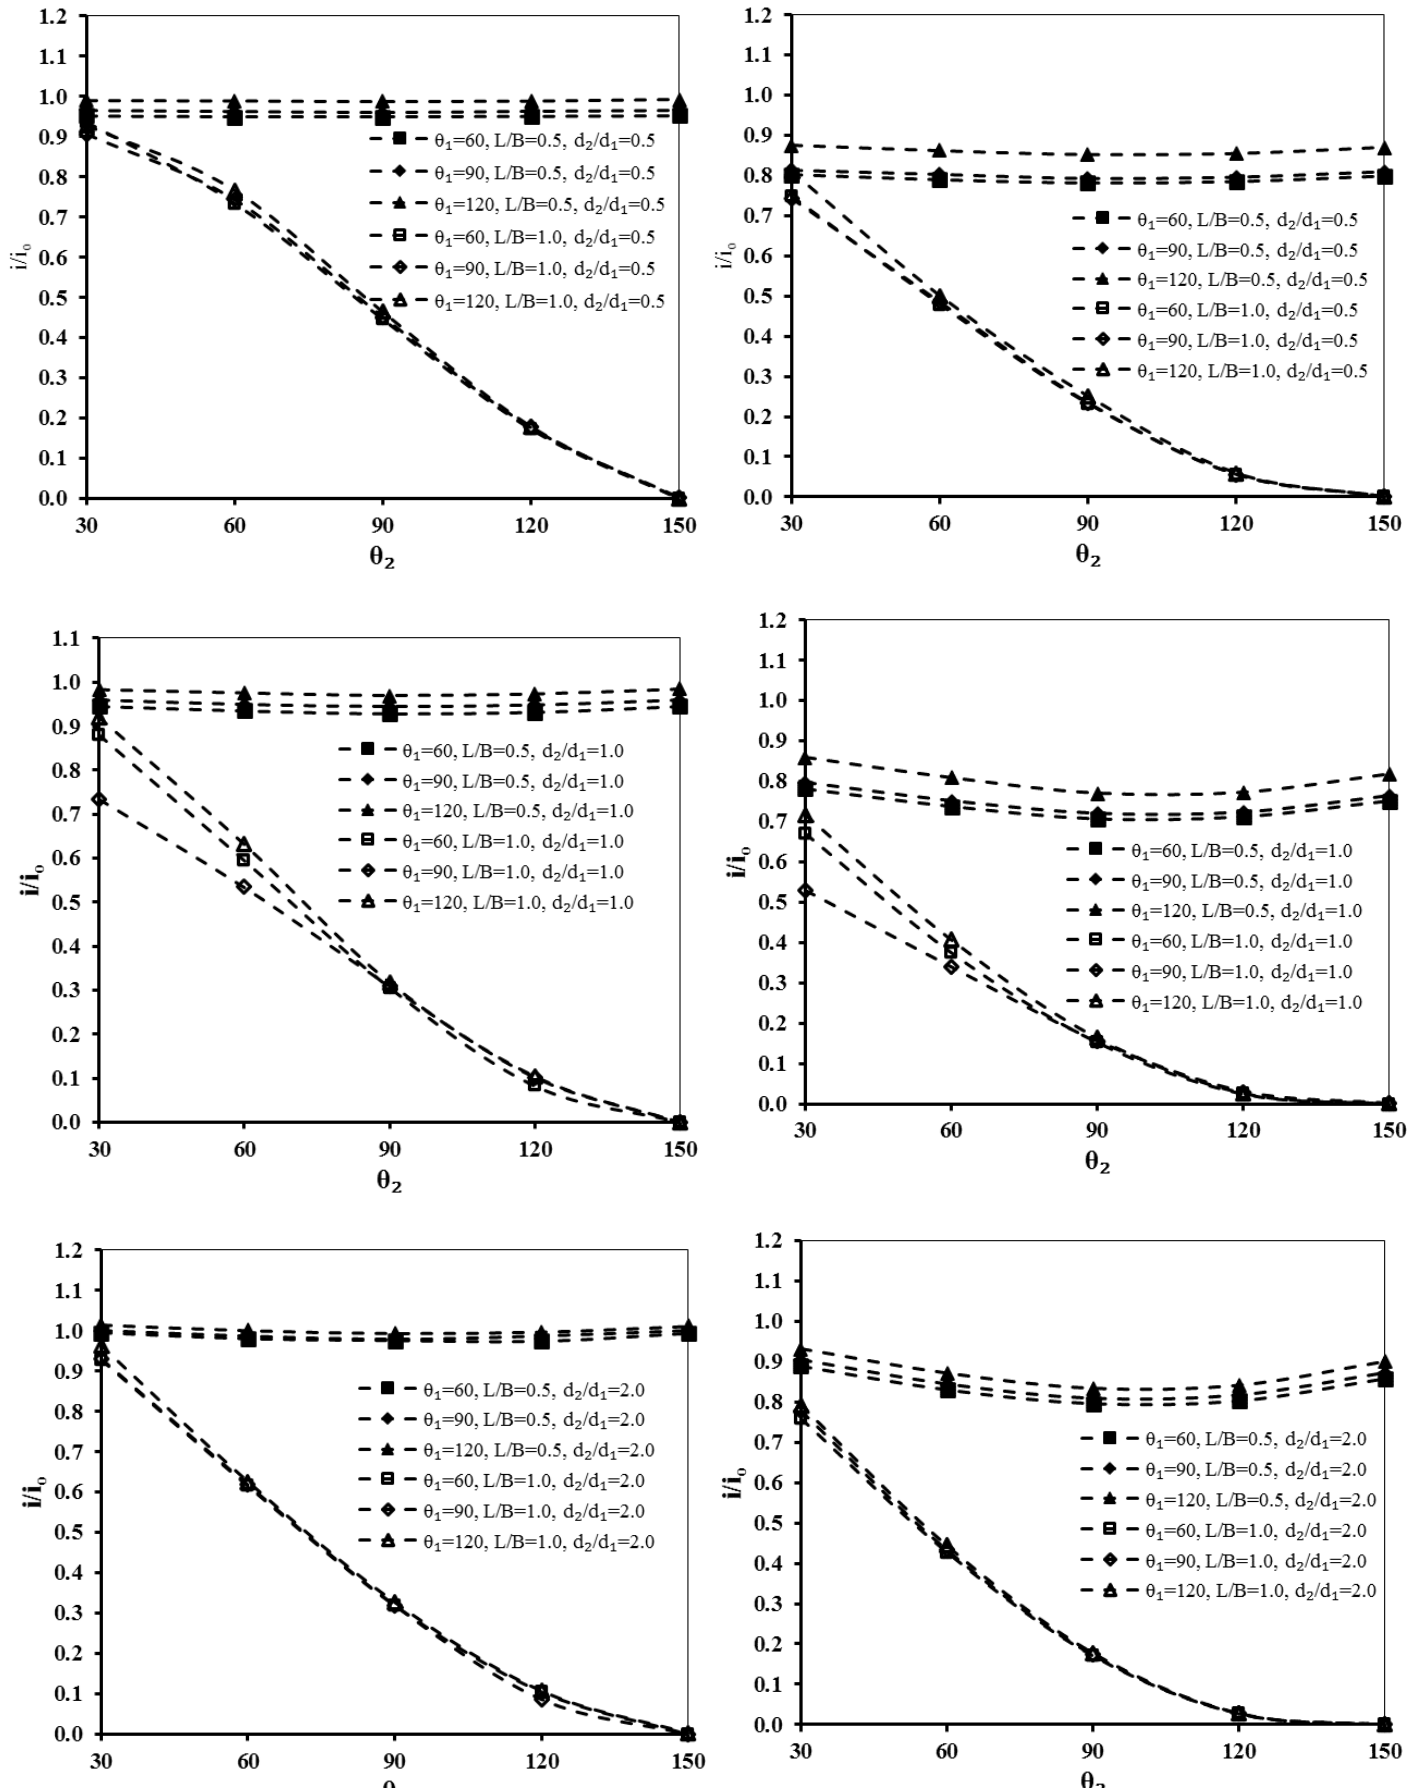 1.2
1.1
1.0
0.9
0.8
0.7
0.6
0.5
0.4
0.3
0.2
0.1
0.0
i/i₀
θ₁=60, L/B=0.5, d₂/d₁=0.5
θ₁=90, L/B=0.5, d₂/d₁=0.5
θ₁=120, L/B=0.5, d₂/d₁=0.5
θ₁=60, L/B=1.0, d₂/d₁=0.5
θ₁=90, L/B=1.0, d₂/d₁=0.5
θ₁=120, L/B=1.0, d₂/d₁=0.5
30 60 90 120 150
θ₂
1.2
1.1
1.0
0.9
0.8
0.7
0.6
0.5
0.4
0.3
0.2
0.1
0.0
i/i₀
θ₁=60, L/B=0.5, d₂/d₁=0.5
θ₁=90, L/B=0.5, d₂/d₁=0.5
θ₁=120, L/B=0.5, d₂/d₁=0.5
θ₁=60, L/B=1.0, d₂/d₁=0.5
θ₁=90, L/B=1.0, d₂/d₁=0.5
θ₁=120, L/B=1.0, d₂/d₁=0.5
30 60 90 120 150
θ₂
1.1
1.0
0.9
0.8
0.7
0.6
0.5
0.4
0.3
0.2
0.1
0.0
i/i₀
θ₁=60, L/B=0.5, d₂/d₁=1.0
θ₁=90, L/B=0.5, d₂/d₁=1.0
θ₁=120, L/B=0.5, d₂/d₁=1.0
θ₁=60, L/B=1.0, d₂/d₁=1.0
θ₁=90, L/B=1.0, d₂/d₁=1.0
θ₁=120, L/B=1.0, d₂/d₁=1.0
30 60 90 120 150
θ₂
1.2
1.1
1.0
0.9
0.8
0.7
0.6
0.5
0.4
0.3
0.2
0.1
0.0
i/i₀
θ₁=60, L/B=0.5, d₂/d₁=1.0
θ₁=90, L/B=0.5, d₂/d₁=1.0
θ₁=120, L/B=0.5, d₂/d₁=1.0
θ₁=60, L/B=1.0, d₂/d₁=1.0
θ₁=90, L/B=1.0, d₂/d₁=1.0
θ₁=120, L/B=1.0, d₂/d₁=1.0
30 60 90 120 150
θ₂
1.2
1.1
1.0
0.9
0.8
0.7
0.6
0.5
0.4
0.3
0.2
0.1
0.0
i/i₀
θ₁=60, L/B=0.5, d₂/d₁=2.0
θ₁=90, L/B=0.5, d₂/d₁=2.0
θ₁=120, L/B=0.5, d₂/d₁=2.0
θ₁=60, L/B=1.0, d₂/d₁=2.0
θ₁=90, L/B=1.0, d₂/d₁=2.0
θ₁=120, L/B=1.0, d₂/d₁=2.0
30 60 90 120 150
1.2
1.1
1.0
0.9
0.8
0.7
0.6
0.5
0.4
0.3
0.2
0.1
0.0
i/i₀
θ₁=60, L/B=0.5, d₂/d₁=2.0
θ₁=90, L/B=0.5, d₂/d₁=2.0
θ₁=120, L/B=0.5, d₂/d₁=2.0
θ₁=60, L/B=1.0, d₂/d₁=2.0
θ₁=90, L/B=1.0, d₂/d₁=2.0
θ₁=120, L/B=1.0, d₂/d₁=2.0
30 60 90 120 150
θ₂